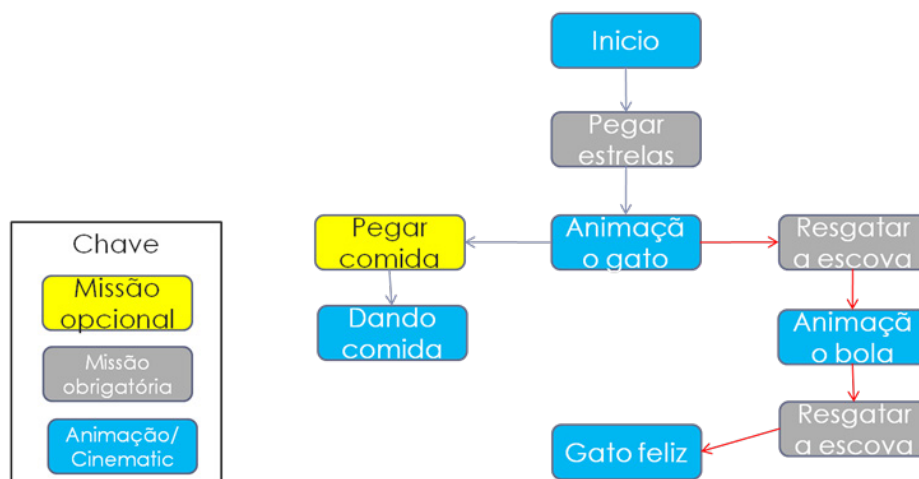 Inicio
Pegar
estrelas
Pegar
comida
Animaçã
o gato
Resgatar
a escova
Chave
Missão
opcional
Dando
comida
Animaçã
o bola
Missão
obrigatória
Animação/
Cinematic
Gato feliz
Resgatar
a escova